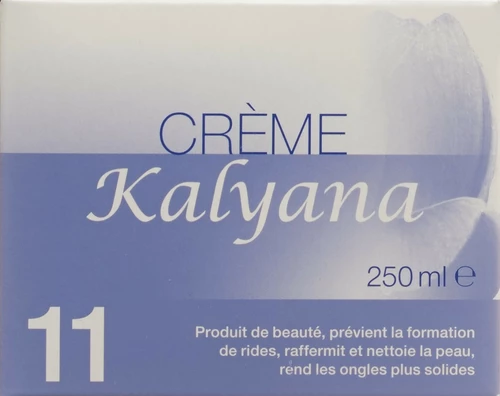 CRÈME
Kalyana
250 ml ℮
11
Produit de beauté, prévient la formation
de rides, raffermit et nettoie la peau,
rend les ongles plus solides